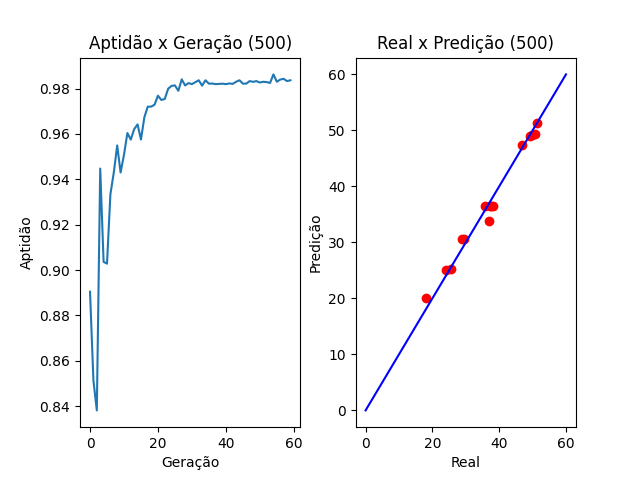 Aptidão x Geração (500)
Aptidão
0.98
0.96
0.94
0.92
0.90
0.88
0.86
0.84
0 20 40 60
Geração
Real x Predição (500)
Predição
60
50
40
30
20
10
0
0 20 40 60
Real